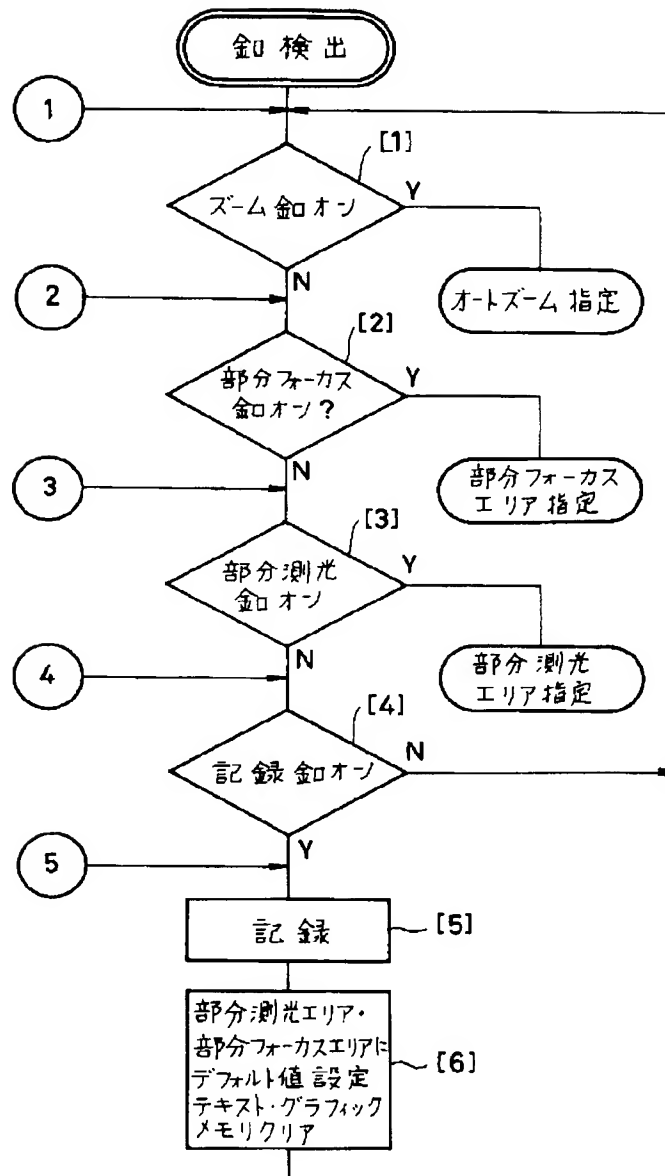 釦検出
1
[1]
ズーム釦オン
Y
N
オートズーム指定
2
[2]
部分フォーカス
釦オン?
Y
N
部分フォーカス
エリア指定
3
[3]
部分測光
釦オン
Y
N
部分測光
エリア指定
4
[4]
記録釦オン
N
Y
5
記録
[5]
部分測光エリア・
部分フォーカスエリアに
デフォルト値設定
テキスト・グラフィック
メモリクリア
[6]